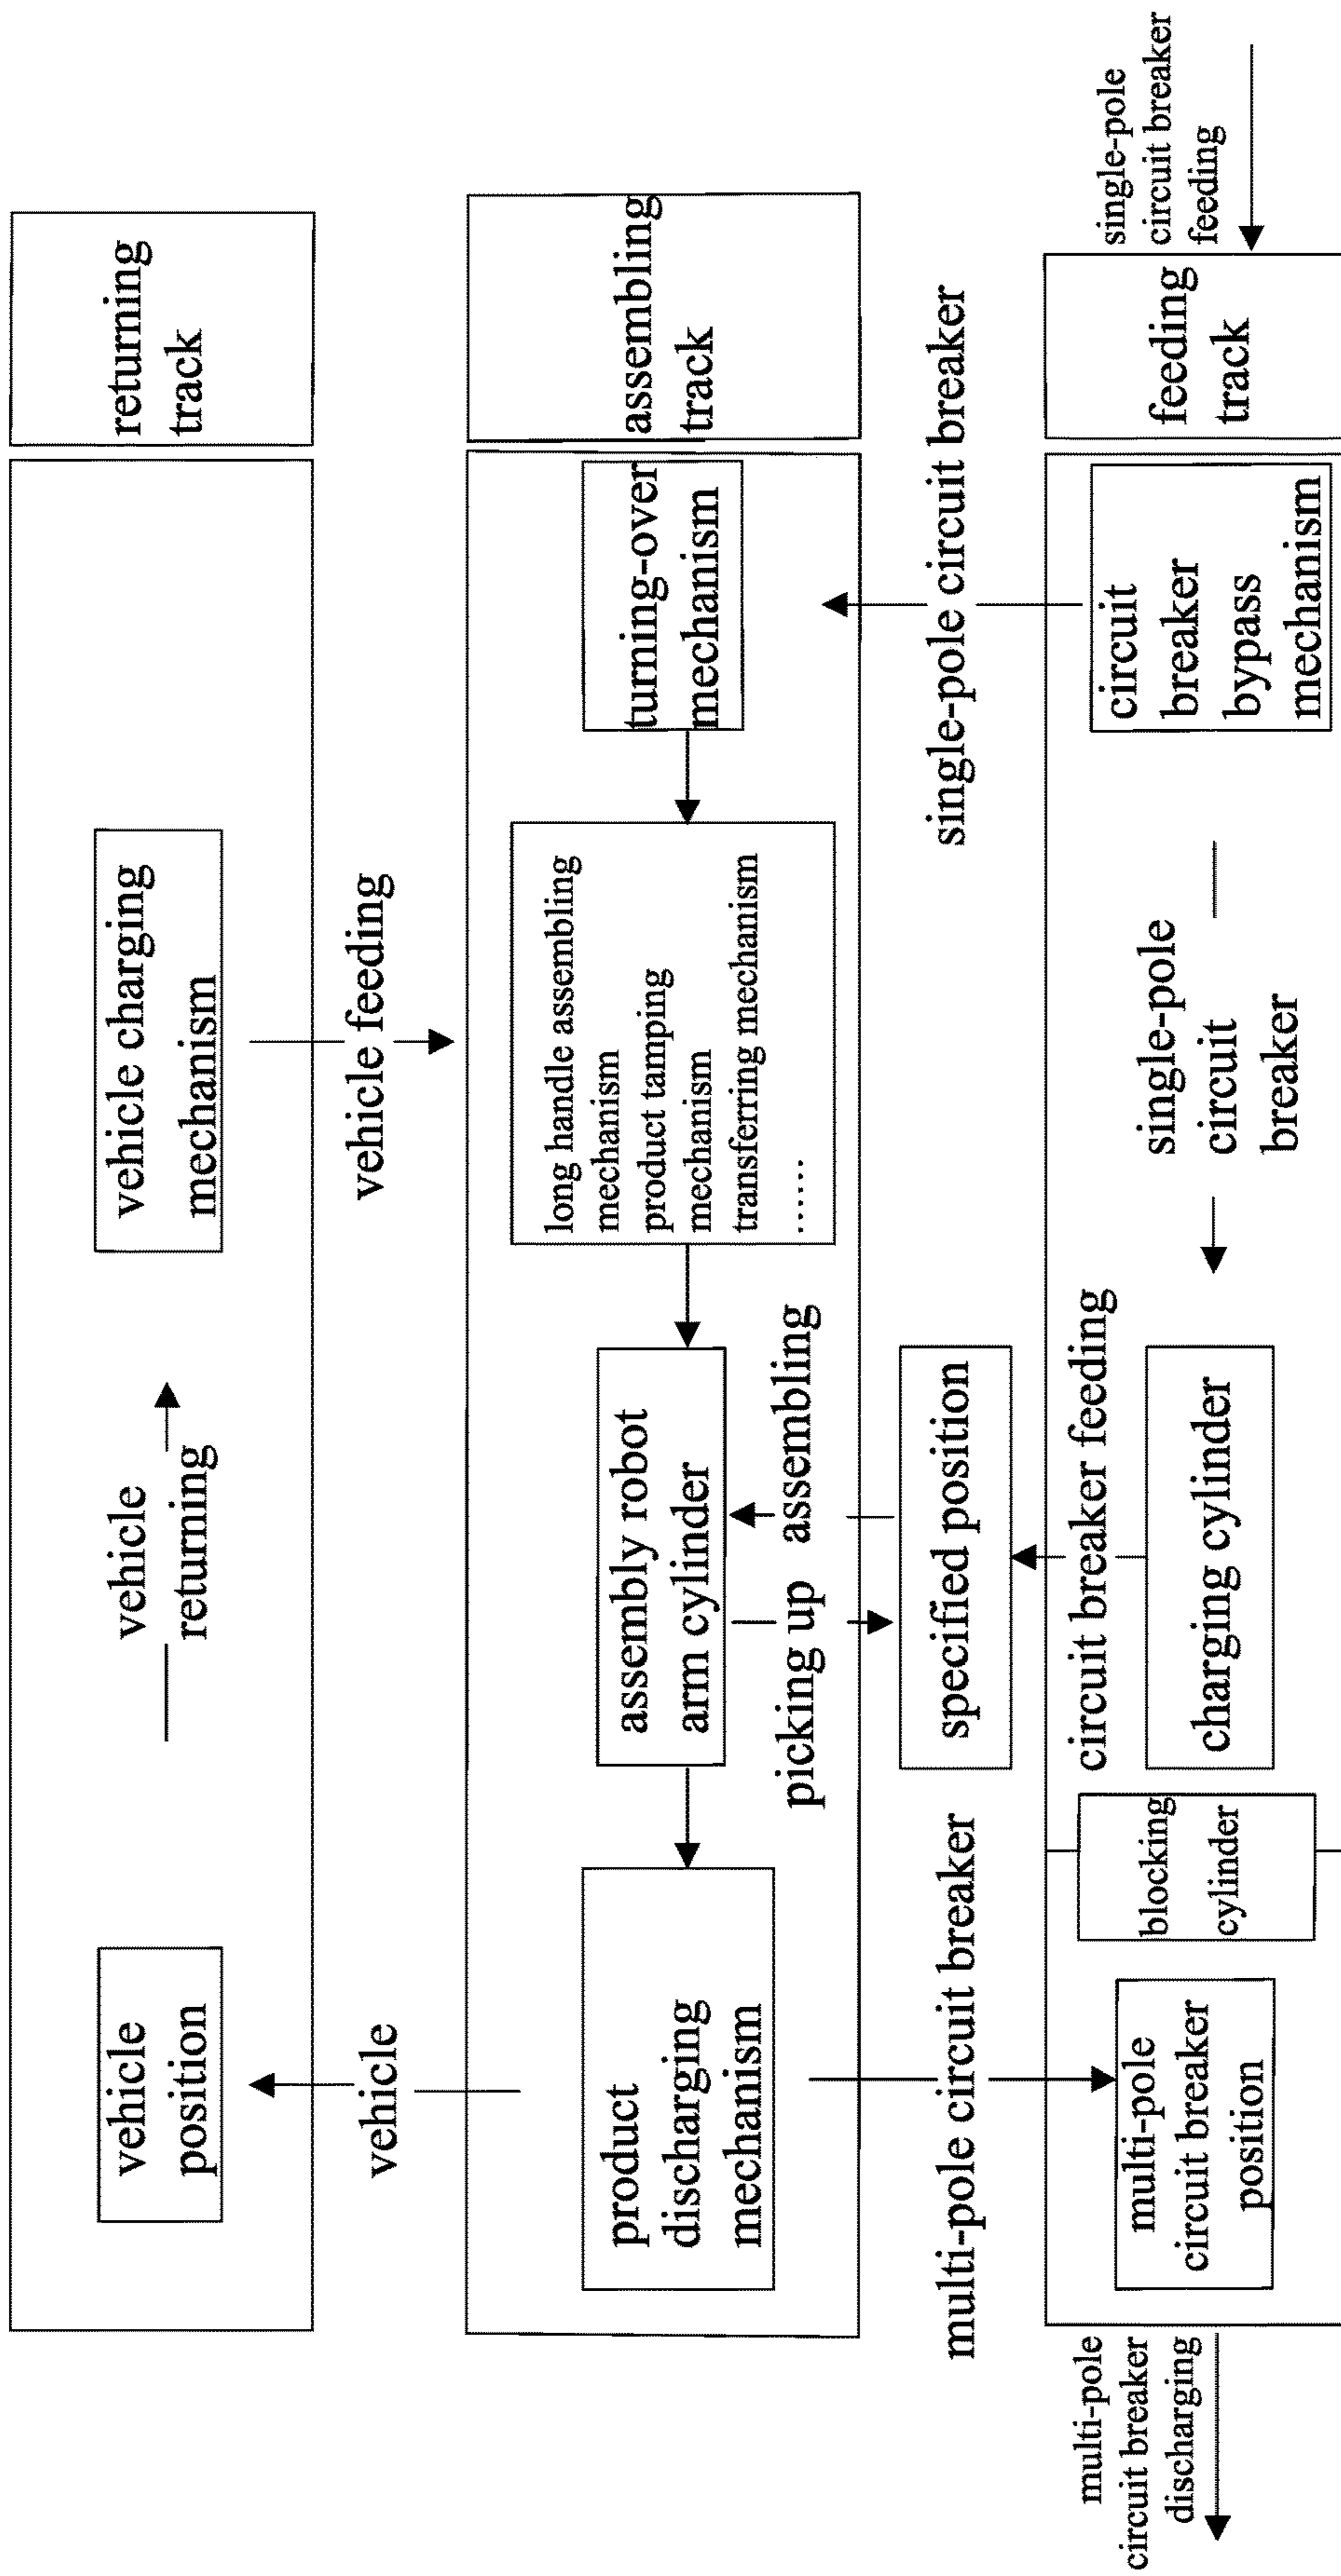 vehicle
position
vehicle
returning
vehicle charging
mechanism
returning
track
vehicle
vehicle feeding
product
discharging
mechanism
assembly robot
arm cylinder
long handle assembling
mechanism
product tamping
mechanism
transferring mechanism
……
turning-over
mechanism
assembling
track
picking up
assembling
multi-pole circuit breaker
specified position
single-pole circuit breaker
multi-pole
circuit breaker
discharging
multi-pole
circuit breaker
position
blocking
cylinder
circuit breaker feeding
charging cylinder
single-pole
circuit
breaker
circuit
breaker
bypass
mechanism
feeding
track
single-pole
circuit breaker
feeding